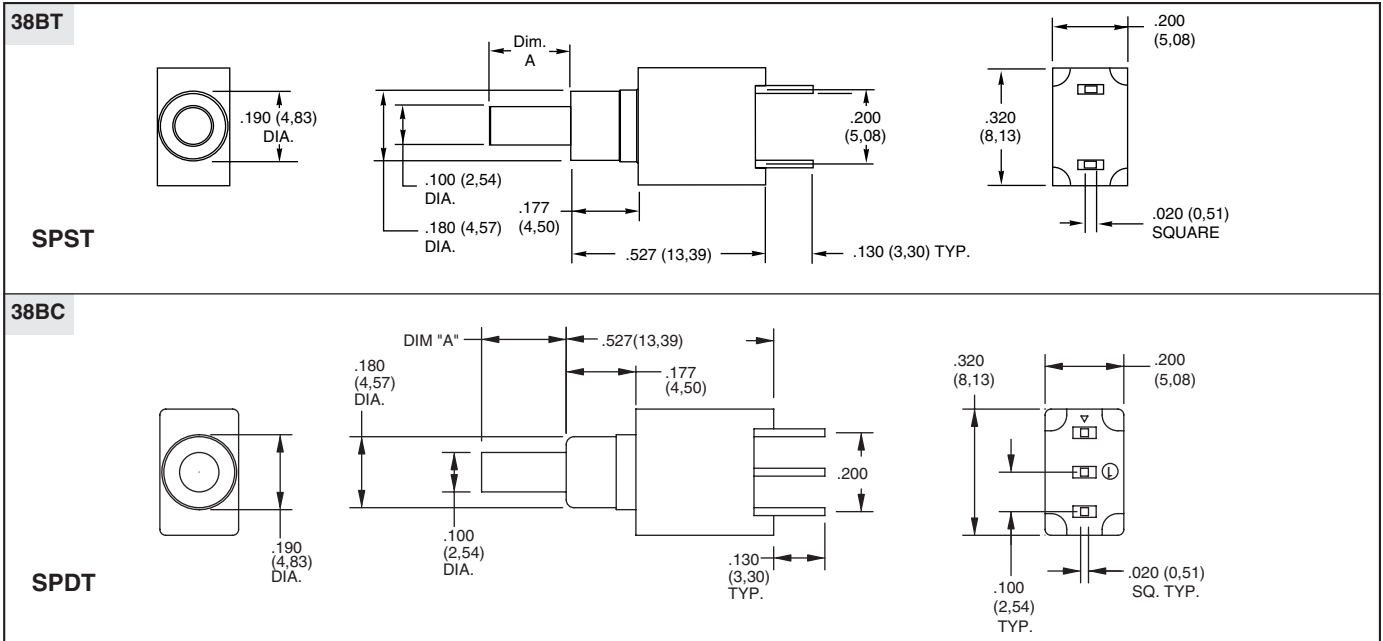 38BT
Dim.
A
.200
(5,08)
.190 (4,83)
DIA.
.200
(5,08)
.320
(8,13)
.100 (2,54)
DIA.
.177
(4,50)
.180 (4,57)
DIA.
.020 (0,51)
SQUARE
SPST
.527 (13,39)
.130 (3,30) TYP.
38BC
DIM "A"
.527(13,39)
.320
(8,13)
.200
(5,08)
.180
(4,57)
DIA.
.177
(4,50)
.200
1
.190
(4,83)
DIA.
.100
(2,54)
DIA.
.130
(3,30)
TYP.
.020 (0,51)
SQ. TYP.
SPDT
.100
(2,54)
TYP.